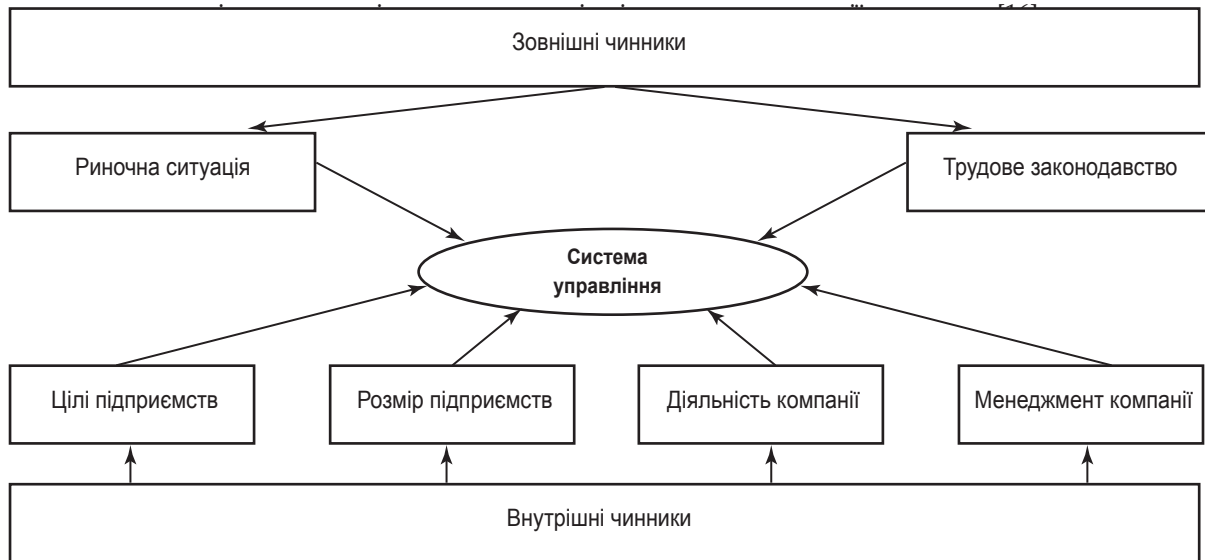 Зовнішні чинники
Риночна ситуація
Трудове законодавство
Система
управління
Цілі підприємств
Розмір підприємств
Діяльність компанії
Менеджмент компанії
Внутрішні чинники